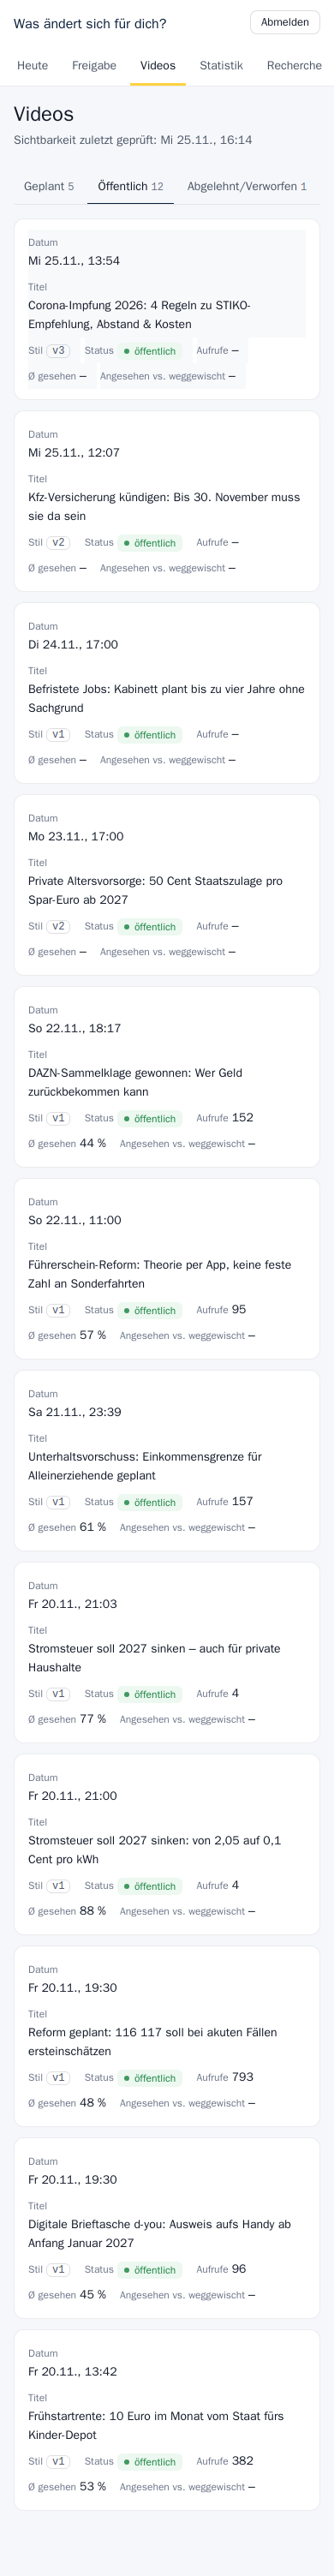 Was ändert sich für dich?
Abmelden
Heute Freigabe Videos Statistik Recherche
Videos
Sichtbarkeit zuletzt geprüft: Mi 25.11., 16:14
Geplant 5 Öffentlich 12 Abgelehnt/Verworfen 1
Datum
Mi 25.11., 13:54
Titel
Corona-Impfung 2026: 4 Regeln zu STIKO-
Empfehlung, Abstand & Kosten
Stil v3 Status öffentlich Aufrufe –
Ø gesehen – Angesehen vs. weggewischt –
Datum
Mi 25.11., 12:07
Titel
Kfz-Versicherung kündigen: Bis 30. November muss
sie da sein
Stil v2 Status öffentlich Aufrufe –
Ø gesehen – Angesehen vs. weggewischt –
Datum
Di 24.11., 17:00
Titel
Befristete Jobs: Kabinett plant bis zu vier Jahre ohne
Sachgrund
Stil v1 Status öffentlich Aufrufe –
Ø gesehen – Angesehen vs. weggewischt –
Datum
Mo 23.11., 17:00
Titel
Private Altersvorsorge: 50 Cent Staatszulage pro
Spar-Euro ab 2027
Stil v2 Status öffentlich Aufrufe –
Ø gesehen – Angesehen vs. weggewischt –
Datum
So 22.11., 18:17
Titel
DAZN-Sammelklage gewonnen: Wer Geld
zurückbekommen kann
Stil v1 Status öffentlich Aufrufe 152
Ø gesehen 44 % Angesehen vs. weggewischt –
Datum
So 22.11., 11:00
Titel
Führerschein-Reform: Theorie per App, keine feste
Zahl an Sonderfahrten
Stil v1 Status öffentlich Aufrufe 95
Ø gesehen 57 % Angesehen vs. weggewischt –
Datum
Sa 21.11., 23:39
Titel
Unterhaltsvorschuss: Einkommensgrenze für
Alleinerziehende geplant
Stil v1 Status öffentlich Aufrufe 157
Ø gesehen 61 % Angesehen vs. weggewischt –
Datum
Fr 20.11., 21:03
Titel
Stromsteuer soll 2027 sinken – auch für private
Haushalte
Stil v1 Status öffentlich Aufrufe 4
Ø gesehen 77 % Angesehen vs. weggewischt –
Datum
Fr 20.11., 21:00
Titel
Stromsteuer soll 2027 sinken: von 2,05 auf 0,1
Cent pro kWh
Stil v1 Status öffentlich Aufrufe 4
Ø gesehen 88 % Angesehen vs. weggewischt –
Datum
Fr 20.11., 19:30
Titel
Reform geplant: 116 117 soll bei akuten Fällen
ersteinschätzen
Stil v1 Status öffentlich Aufrufe 793
Ø gesehen 48 % Angesehen vs. weggewischt –
Datum
Fr 20.11., 19:30
Titel
Digitale Brieftasche d-you: Ausweis aufs Handy ab
Anfang Januar 2027
Stil v1 Status öffentlich Aufrufe 96
Ø gesehen 45 % Angesehen vs. weggewischt –
Datum
Fr 20.11., 13:42
Titel
Frühstartrente: 10 Euro im Monat vom Staat fürs
Kinder-Depot
Stil v1 Status öffentlich Aufrufe 382
Ø gesehen 53 % Angesehen vs. weggewischt –